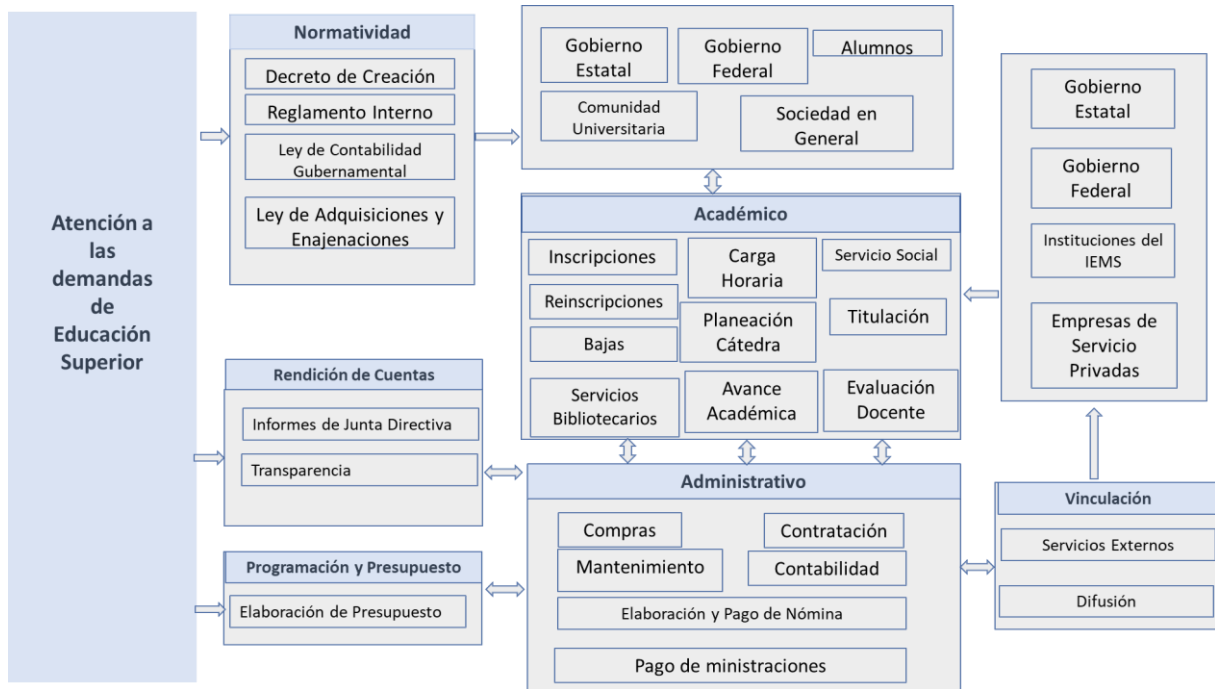 Atención a
las
demandas
de
Educación
Superior
Normatividad
Decreto de Creación
Reglamento Interno
Ley de Contabilidad
Gubernamental
Ley de Adquisiciones y
Enajenaciones
Rendición de Cuentas
Informes de Junta Directiva
Transparencia
Programación y Presupuesto
Elaboración de Presupuesto
Gobierno
Estatal
Gobierno
Federal
Alumnos
Comunidad
Universitaria
Sociedad en
General
Académico
Inscripciones
Carga
Horaria
Servicio Social
Reinscripciones
Planeación
Cátedra
Titulación
Bajas
Servicios
Bibliotecarios
Avance
Académica
Evaluación
Docente
Administrativo
Compras
Contratación
Mantenimiento
Contabilidad
Elaboración y Pago de Nómina
Pago de ministraciones
Gobierno
Estatal
Gobierno
Federal
Instituciones del
IEMS
Empresas de
Servicio
Privadas
Vinculación
Servicios Externos
Difusión